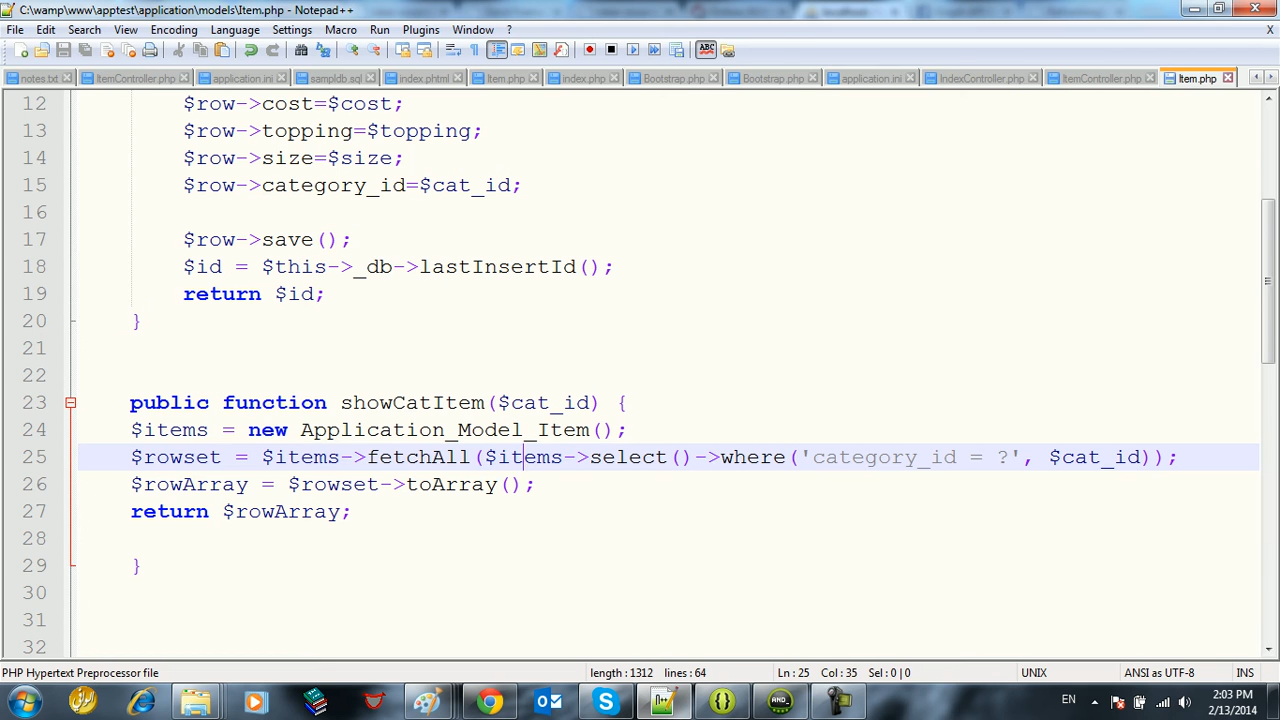 C:\wamp\www\apptest\application\models\Item.php - Notepad++
File Edit Search View Encoding Language Settings Macro Run Plugins Window ? X
notes.txt ItemController.php application.ini sampldb.sql index.phtml Item.php index.php Bootstrap.php Bootstrap.php application.ini IndexController.php ItemController.php Item.php
12 $row->cost=$cost;
13 $row->topping=$topping;
14 $row->size=$size;
15 $row->category_id=$cat_id;
16
17 $row->save();
18 $id = $this->_db->lastInsertId();
19 return $id;
20 }
21
22
23 public function showCatItem($cat_id) {
24 $items = new Application_Model_Item();
25 $rowset = $items->fetchAll($items->select()->where('category_id = ?', $cat_id));
26 $rowArray = $rowset->toArray();
27 return $rowArray;
28
29 }
30
31
32
PHP Hypertext Preprocessor file length : 1312 lines : 64 Ln : 25 Col : 35 Sel : 0 | 0 UNIX ANSI as UTF-8 INS
EN 2:03 PM
2/13/2014